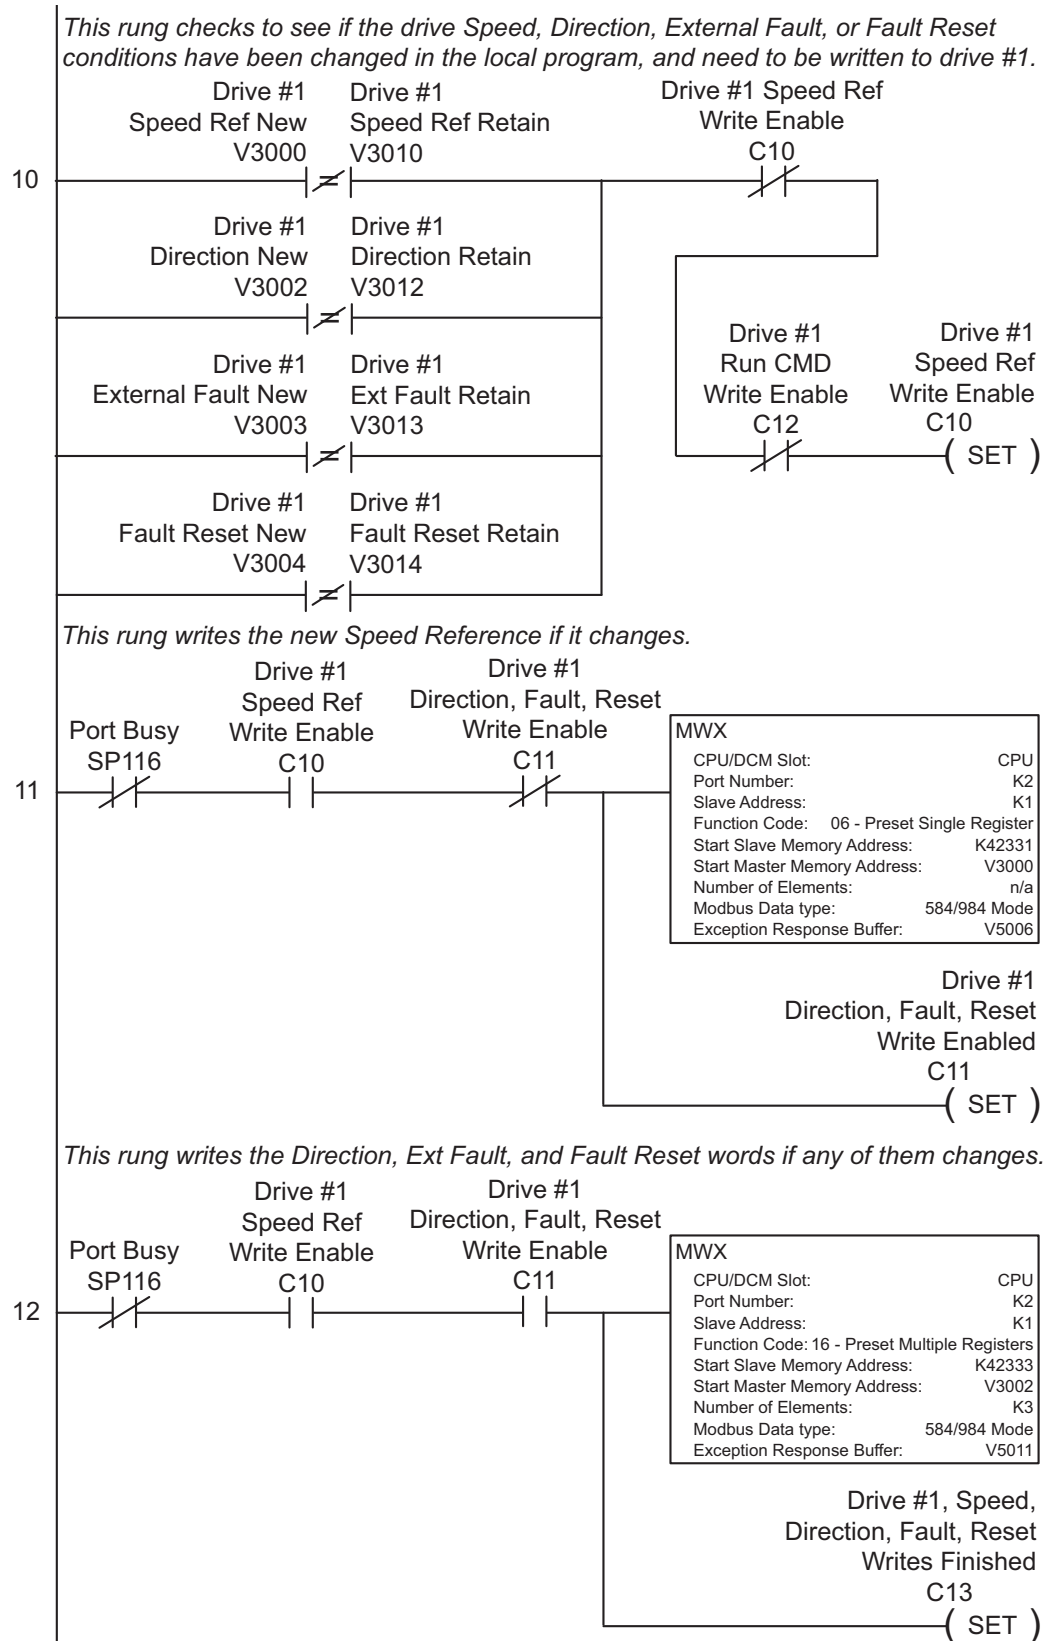 This rung checks to see if the drive Speed, Direction, External Fault, or Fault Reset
conditions have been changed in the local program, and need to be written to drive #1.
Drive #1 Drive #1 Drive #1 Speed Ref
Speed Ref New Speed Ref Retain Write Enable
V3000 V3010 C10
10
Drive #1 Drive #1
Direction New Direction Retain
V3002 V3012
Drive #1 Drive #1
External Fault New Ext Fault Retain
V3003 V3013
Drive #1 Drive #1
Run CMD Speed Ref
Write Enable Write Enable
C12 C10
( SET )
Drive #1 Drive #1
Fault Reset New Fault Reset Retain
V3004 V3014
This rung writes the new Speed Reference if it changes.
Drive #1 Drive #1
Speed Ref Direction, Fault, Reset
Port Busy Write Enable Write Enable
SP116 C10 C11
11
MWX
CPU/DCM Slot: CPU
Port Number: K2
Slave Address: K1
Function Code: 06 - Preset Single Register
Start Slave Memory Address: K42331
Start Master Memory Address: V3000
Number of Elements: n/a
Modbus Data type: 584/984 Mode
Exception Response Buffer: V5006
Drive #1
Direction, Fault, Reset
Write Enabled
C11
( SET )
This rung writes the Direction, Ext Fault, and Fault Reset words if any of them changes.
Drive #1 Drive #1
Speed Ref Direction, Fault, Reset
Port Busy Write Enable Write Enable
SP116 C10 C11
12
MWX
CPU/DCM Slot: CPU
Port Number: K2
Slave Address: K1
Function Code: 16 - Preset Multiple Registers
Start Slave Memory Address: K42333
Start Master Memory Address: V3002
Number of Elements: K3
Modbus Data type: 584/984 Mode
Exception Response Buffer: V5011
Drive #1, Speed,
Direction, Fault, Reset
Writes Finished
C13
( SET )